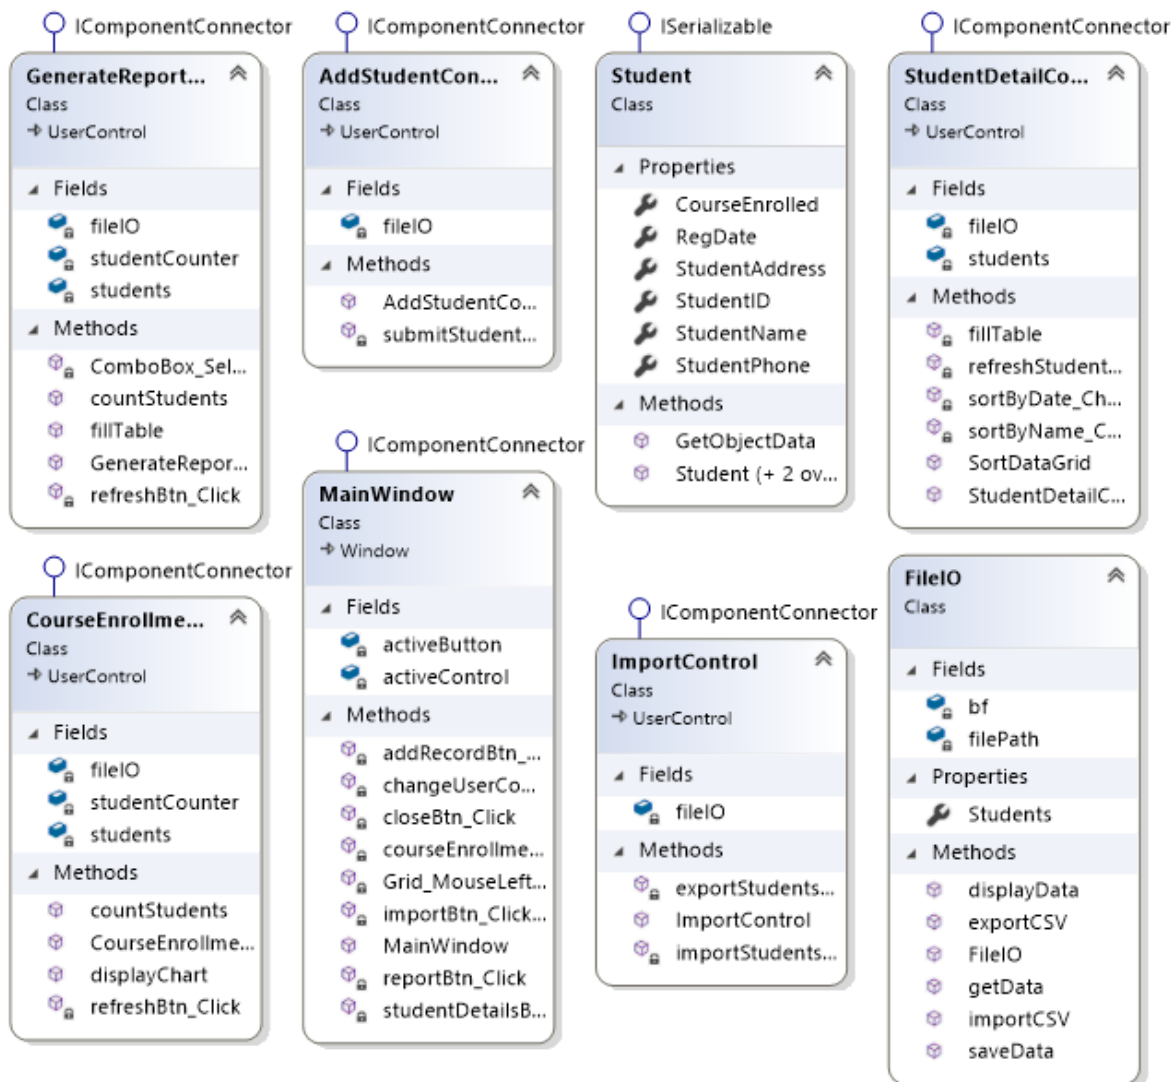 IComponentConnector
GenerateReport...
Class
UserControl
Fields
fileIO
studentCounter
students
Methods
ComboBox_Sel...
countStudents
fillTable
GenerateRepor...
refreshBtn_Click
IComponentConnector
AddStudentCon...
Class
UserControl
Fields
fileIO
Methods
AddStudentCo...
submitStudent...
ISerializable
Student
Class
Properties
CourseEnrolled
RegDate
StudentAddress
StudentID
StudentName
StudentPhone
Methods
GetObjectData
Student (+ 2 ov...
IComponentConnector
StudentDetailCo...
Class
UserControl
Fields
fileIO
students
Methods
fillTable
refreshStudent...
sortByDate_Ch...
sortByName_C...
SortDataGrid
StudentDetailC...
IComponentConnector
CourseEnrollme...
Class
UserControl
Fields
fileIO
studentCounter
students
Methods
countStudents
CourseEnrollme...
displayChart
refreshBtn_Click
IComponentConnector
MainWindow
Class
Window
Fields
activeButton
activeControl
Methods
addRecordBtn_...
changeUserCo...
closeBtn_Click
courseEnrollme...
Grid_MouseLeft...
importBtn_Click...
MainWindow
reportBtn_Click
studentDetailsB...
IComponentConnector
ImportControl
Class
UserControl
Fields
fileIO
Methods
exportStudents...
ImportControl
importStudents...
FileIO
Class
Fields
bf
filePath
Properties
Students
Methods
displayData
exportCSV
FileIO
getData
importCSV
saveData